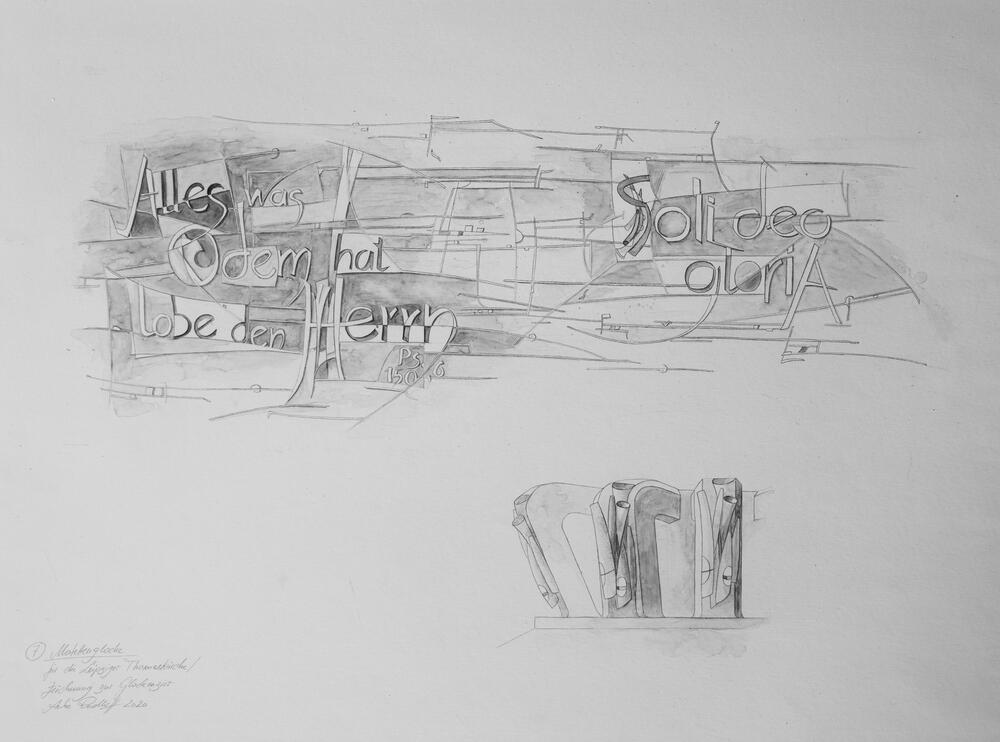 Alles was
Odem hat
lobe den Herrn
Ps
150,6
Soli deo
gloriA
7 Motettenglocke
für die Leipziger Thomaskirche/
Zeichnung zur Glockenzier
2020